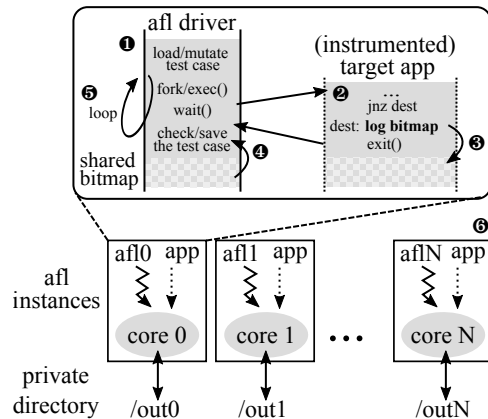 afl driver
❶
load/mutate
test case
fork/exec()
wait()
check/save
the test case
❺
loop
shared
bitmap
❹
(instrumented)
target app
❷
...
jnz dest
dest: log bitmap
exit()
❸
❻
afl
instances
afl0 app
core 0
afl1 app
core 1
...
aflN app
core N
private
directory
/out0
/out1
/outN